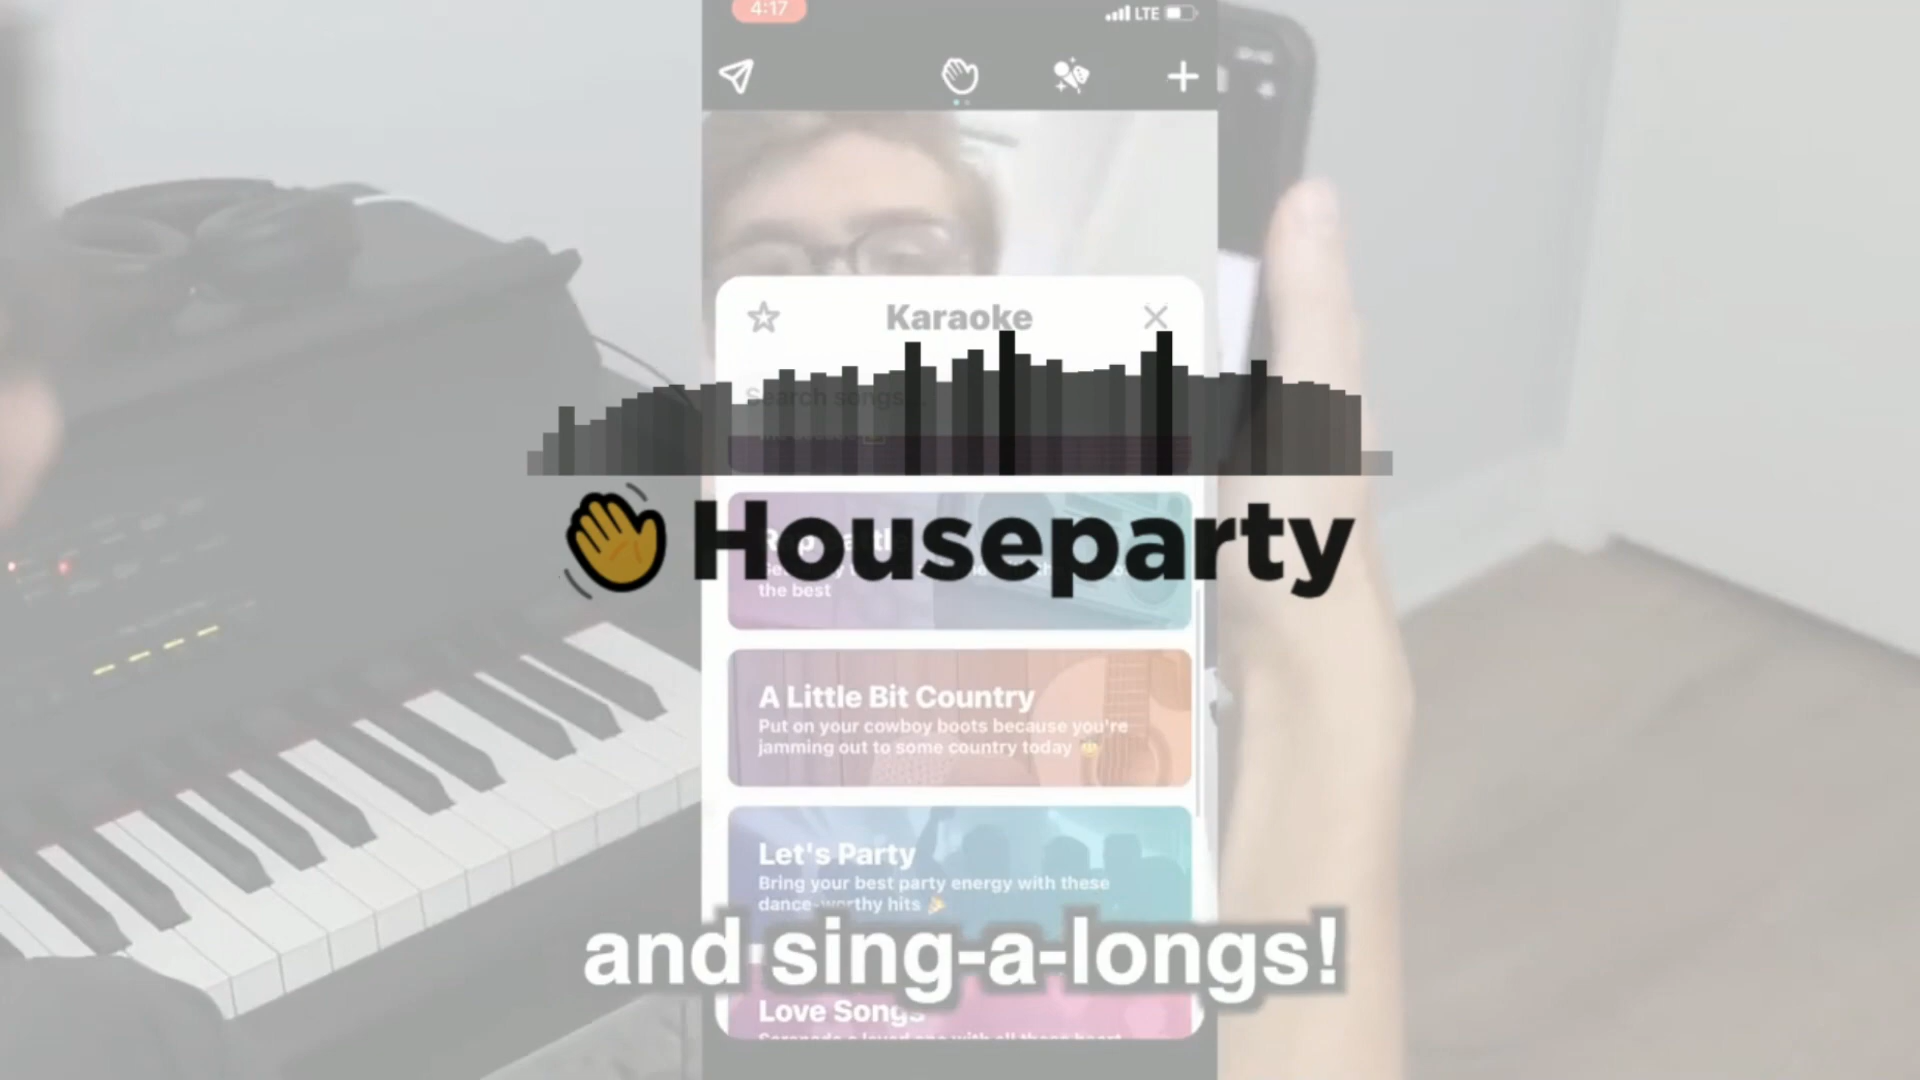 4:17
LTE
Karaoke
Search songs...
Houseparty
the best
A Little Bit Country
Put on your cowboy boots because you're
jamming out to some country today
Let's Party
Bring your best party energy with these
dance-worthy hits
and sing-a-longs!
Love Songs